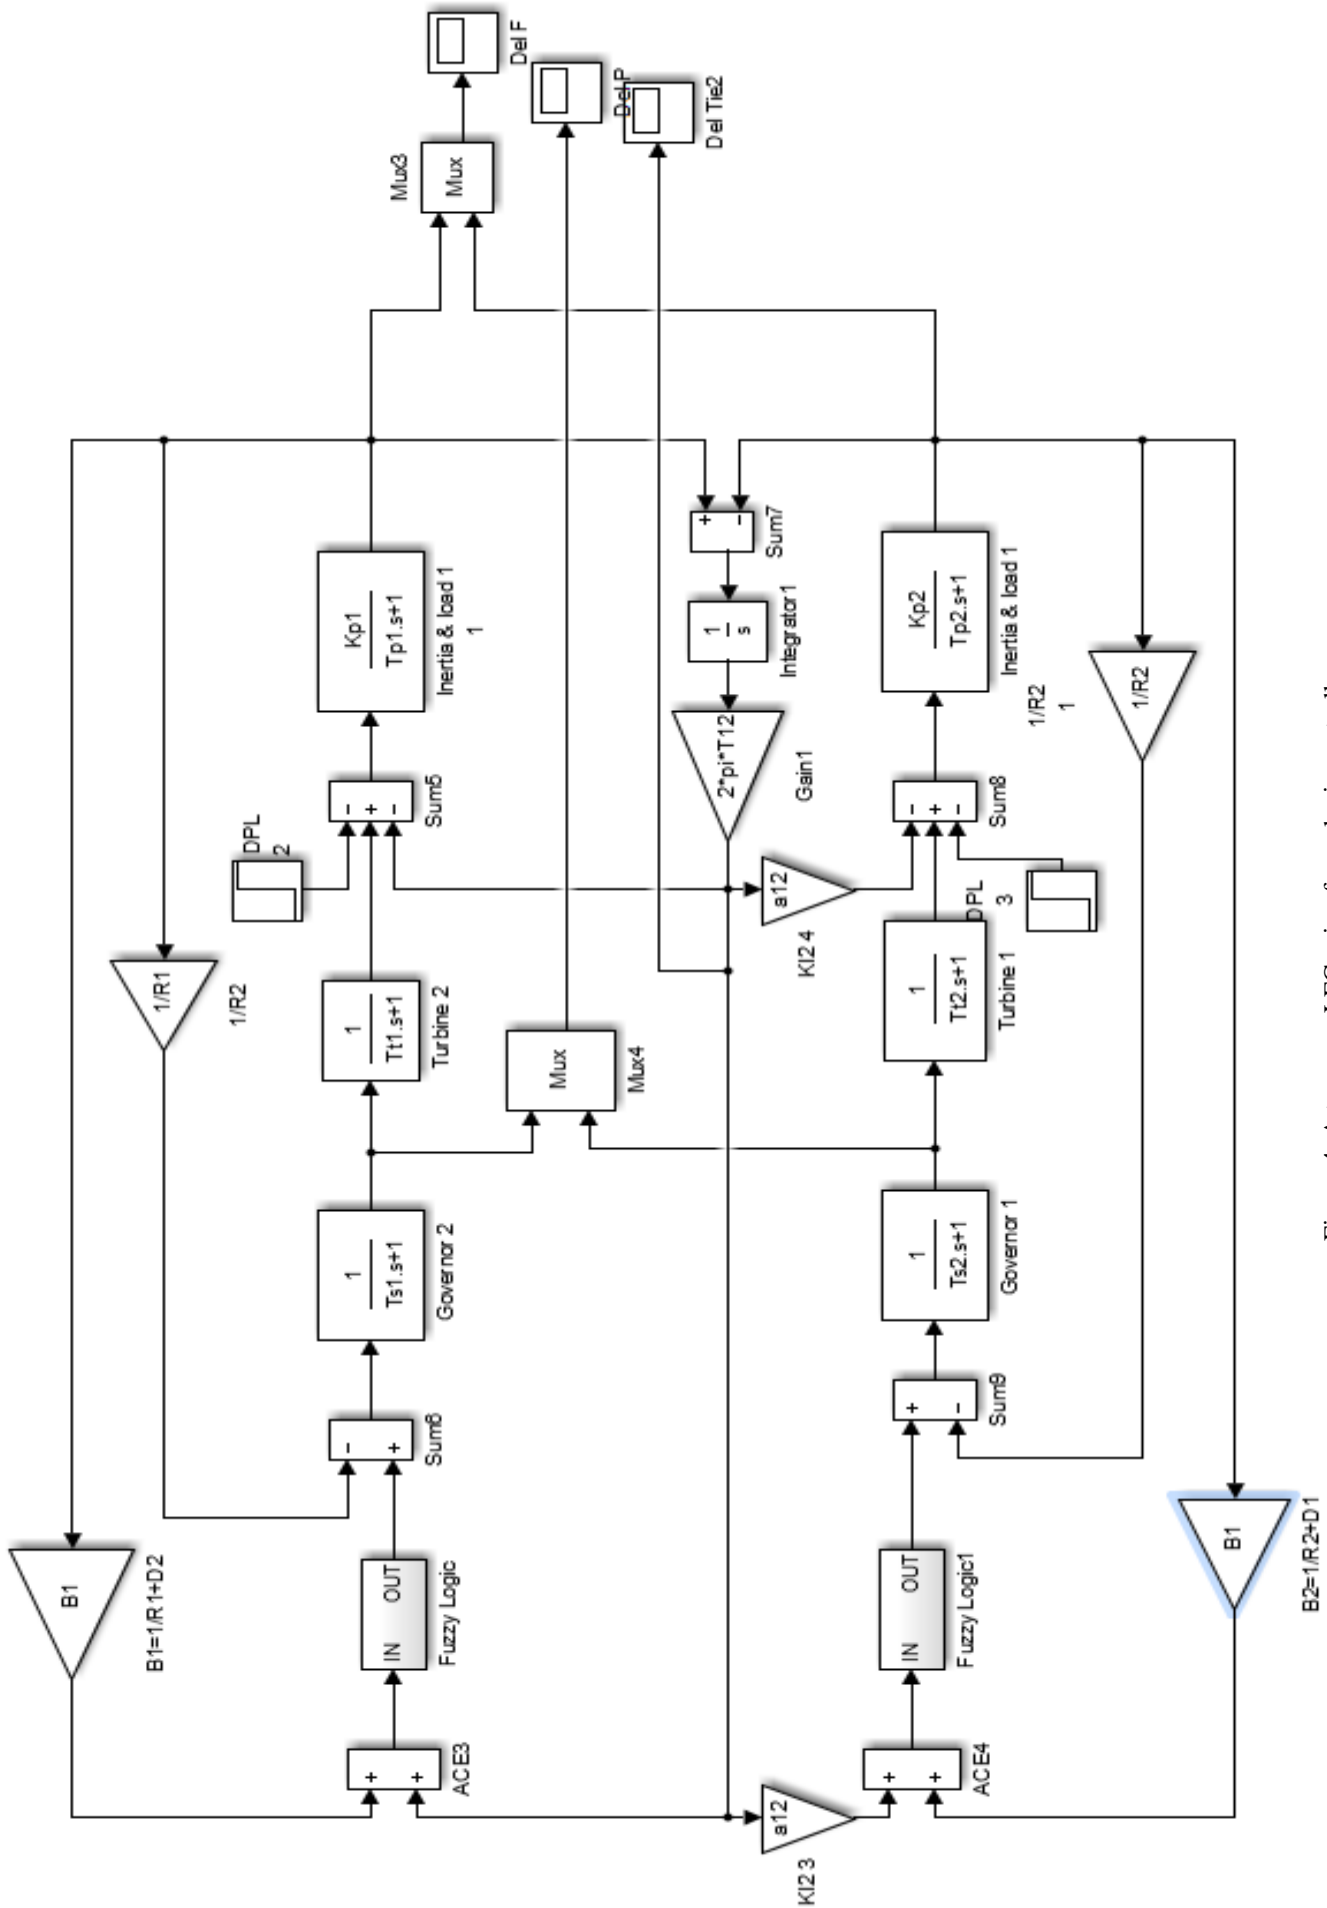 B1
B1=1/R1+D2
1/R1
1/R2
DPL
2
+
+
ACE3
IN
OUT
Fuzzy Logic
-
+
Sum6
1
Ts1.s+1
Governor 2
1
Tt1.s+1
Turbine 2
-
+
-
Sum5
Kp1
Tp1.s+1
Inertia & load 1
1
Mux3
Mux
Del F
Del P
Del Tie2
Mux
Mux4
+
-
Sum7
1
s
Integrator1
2*pi*T12
Gain1
a12
KI2 3
a12
KI2 4
+
+
ACE4
IN
OUT
Fuzzy Logic1
+
-
Sum9
1
Ts2.s+1
Governor 1
1
Tt2.s+1
Turbine 1
DPL
3
-
+
-
Sum8
Kp2
Tp2.s+1
Inertia & load 1
1/R2
1
1/R2
B1
B2=1/R2+D1